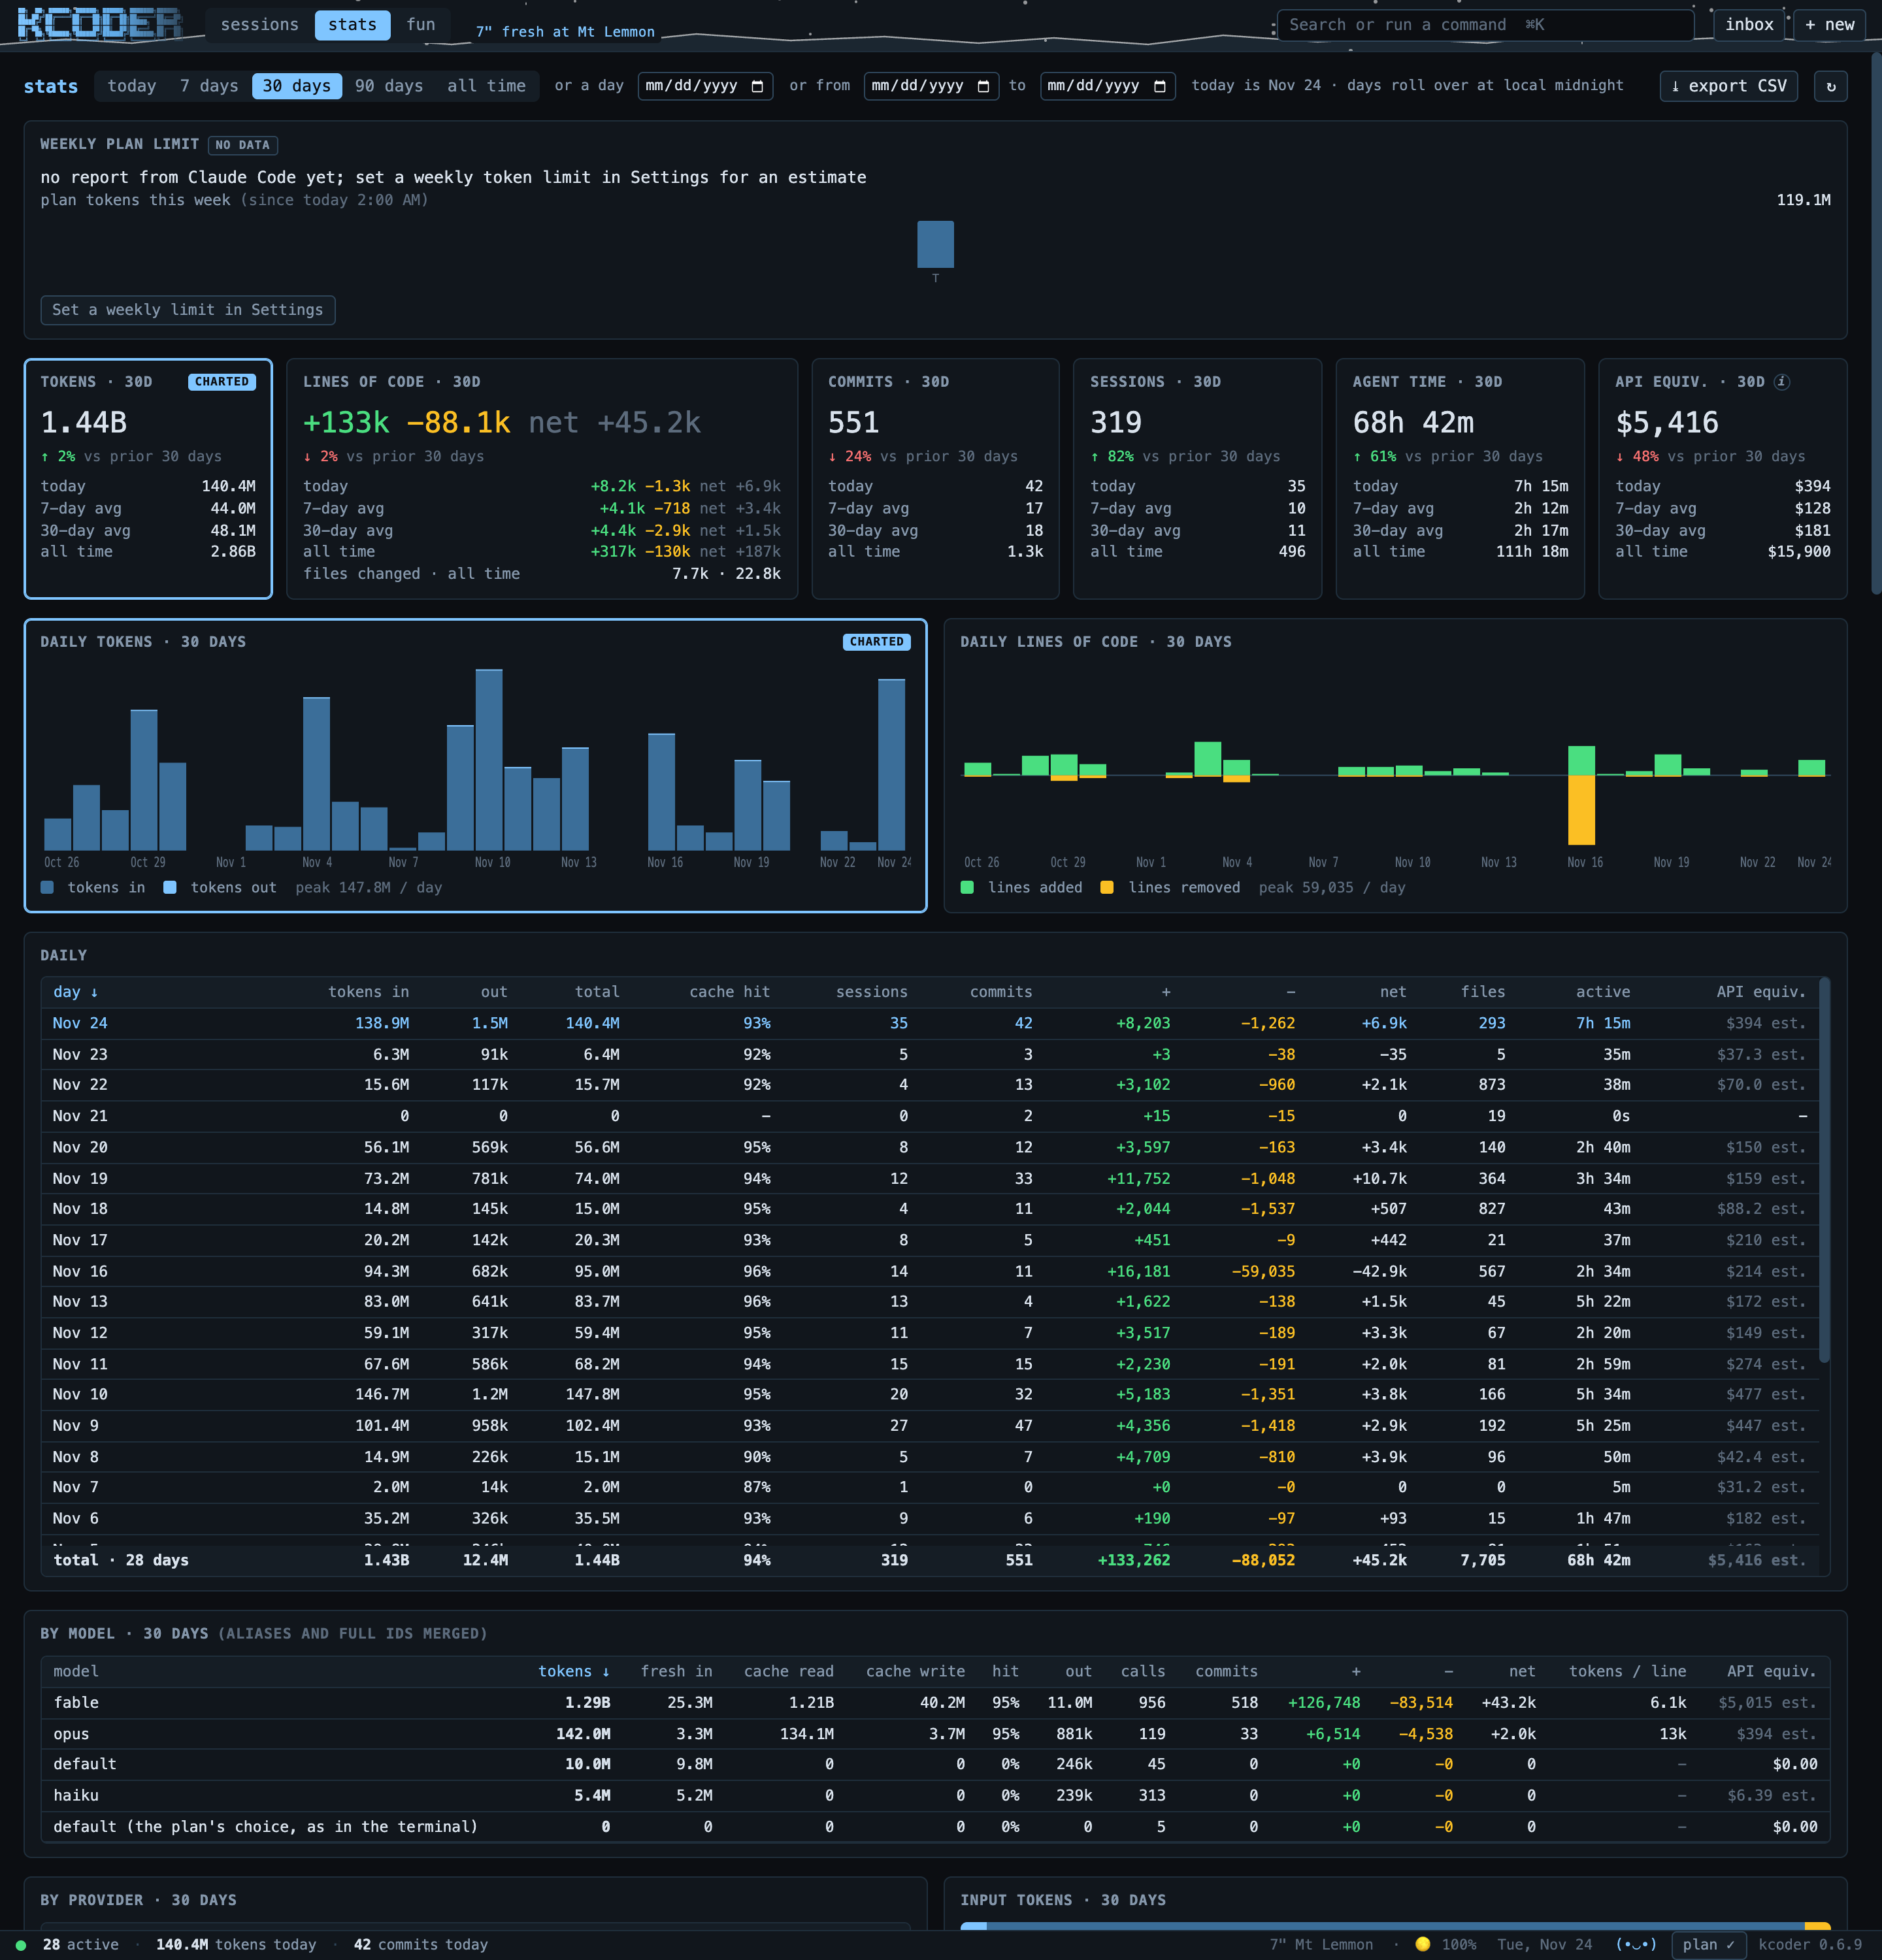 KCODER
sessions stats fun
7" fresh at Mt Lemmon
Search or run a command ⌘K
inbox
+ new
stats today 7 days 30 days 90 days all time or a day mm/dd/yyyy or from mm/dd/yyyy to mm/dd/yyyy today is Nov 24 · days roll over at local midnight ↓ export CSV ↻
WEEKLY PLAN LIMIT NO DATA
no report from Claude Code yet; set a weekly token limit in Settings for an estimate
plan tokens this week (since today 2:00 AM) 119.1M
T
Set a weekly limit in Settings
TOKENS · 30D CHARTED
1.44B
↑ 2% vs prior 30 days
today 140.4M
7-day avg 44.0M
30-day avg 48.1M
all time 2.86B
LINES OF CODE · 30D
+133k −88.1k net +45.2k
↓ 2% vs prior 30 days
today +8.2k −1.3k net +6.9k
7-day avg +4.1k −718 net +3.4k
30-day avg +4.4k −2.9k net +1.5k
all time +317k −130k net +187k
files changed · all time 7.7k · 22.8k
COMMITS · 30D
551
↓ 24% vs prior 30 days
today 42
7-day avg 17
30-day avg 18
all time 1.3k
SESSIONS · 30D
319
↑ 82% vs prior 30 days
today 35
7-day avg 10
30-day avg 11
all time 496
AGENT TIME · 30D
68h 42m
↑ 61% vs prior 30 days
today 7h 15m
7-day avg 2h 12m
30-day avg 2h 17m
all time 111h 18m
API EQUIV. · 30D i
$5,416
↓ 48% vs prior 30 days
today $394
7-day avg $128
30-day avg $181
all time $15,900
DAILY TOKENS · 30 DAYS CHARTED
Oct 26 Oct 29 Nov 1 Nov 4 Nov 7 Nov 10 Nov 13 Nov 16 Nov 19 Nov 22 Nov 24
tokens in tokens out peak 147.8M / day
DAILY LINES OF CODE · 30 DAYS
Oct 26 Oct 29 Nov 1 Nov 4 Nov 7 Nov 10 Nov 13 Nov 16 Nov 19 Nov 22 Nov 24
lines added lines removed peak 59,035 / day
DAILY
day ↓ tokens in out total cache hit sessions commits + − net files active API equiv.
Nov 24 138.9M 1.5M 140.4M 93% 35 42 +8,203 −1,262 +6.9k 293 7h 15m $394 est.
Nov 23 6.3M 91k 6.4M 92% 5 3 +3 −38 −35 5 35m $37.3 est.
Nov 22 15.6M 117k 15.7M 92% 4 13 +3,102 −960 +2.1k 873 38m $70.0 est.
Nov 21 0 0 0 — 0 2 +15 −15 0 19 0s —
Nov 20 56.1M 569k 56.6M 95% 8 12 +3,597 −163 +3.4k 140 2h 40m $150 est.
Nov 19 73.2M 781k 74.0M 94% 12 33 +11,752 −1,048 +10.7k 364 3h 34m $159 est.
Nov 18 14.8M 145k 15.0M 95% 4 11 +2,044 −1,537 +507 827 43m $88.2 est.
Nov 17 20.2M 142k 20.3M 93% 8 5 +451 −9 +442 21 37m $210 est.
Nov 16 94.3M 682k 95.0M 96% 14 11 +16,181 −59,035 −42.9k 567 2h 34m $214 est.
Nov 13 83.0M 641k 83.7M 96% 13 4 +1,622 −138 +1.5k 45 5h 22m $172 est.
Nov 12 59.1M 317k 59.4M 95% 11 7 +3,517 −189 +3.3k 67 2h 20m $149 est.
Nov 11 67.6M 586k 68.2M 94% 15 15 +2,230 −191 +2.0k 81 2h 59m $274 est.
Nov 10 146.7M 1.2M 147.8M 95% 20 32 +5,183 −1,351 +3.8k 166 5h 34m $477 est.
Nov 9 101.4M 958k 102.4M 93% 27 47 +4,356 −1,418 +2.9k 192 5h 25m $447 est.
Nov 8 14.9M 226k 15.1M 90% 5 7 +4,709 −810 +3.9k 96 50m $42.4 est.
Nov 7 2.0M 14k 2.0M 87% 1 0 +0 −0 0 0 5m $31.2 est.
Nov 6 35.2M 326k 35.5M 93% 9 6 +190 −97 +93 15 1h 47m $182 est.
total · 28 days 1.43B 12.4M 1.44B 94% 319 551 +133,262 −88,052 +45.2k 7,705 68h 42m $5,416 est.
BY MODEL · 30 DAYS (ALIASES AND FULL IDS MERGED)
model tokens ↓ fresh in cache read cache write hit out calls commits + − net tokens / line API equiv.
fable 1.29B 25.3M 1.21B 40.2M 95% 11.0M 956 518 +126,748 −83,514 +43.2k 6.1k $5,015 est.
opus 142.0M 3.3M 134.1M 3.7M 95% 881k 119 33 +6,514 −4,538 +2.0k 13k $394 est.
default 10.0M 9.8M 0 0 0% 246k 45 0 +0 −0 0 — $0.00
haiku 5.4M 5.2M 0 0 0% 239k 313 0 +0 −0 0 — $6.39 est.
default (the plan's choice, as in the terminal) 0 0 0 0 0% 0 5 0 +0 −0 0 — $0.00
BY PROVIDER · 30 DAYS
INPUT TOKENS · 30 DAYS
28 active · 140.4M tokens today · 42 commits today
7" Mt Lemmon · 100% Tue, Nov 24 (•‿•) plan ✓ kcoder 0.6.9